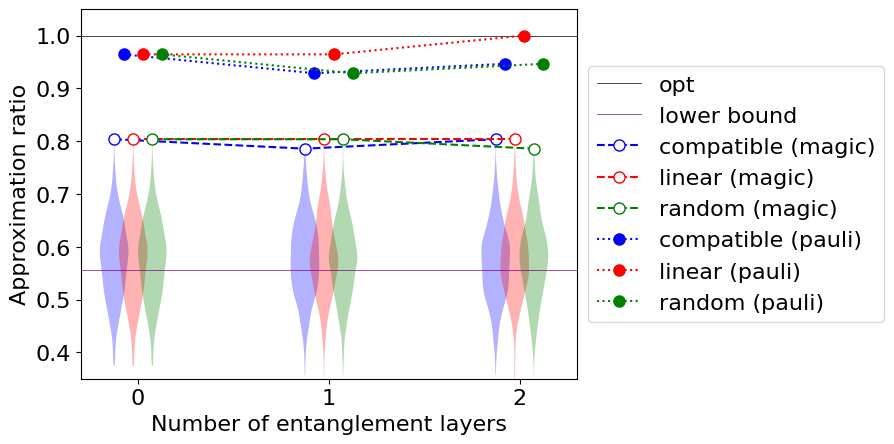 1.0
0.9
0.8
0.7
0.6
0.5
0.4
Approximation ratio
0 1 2
Number of entanglement layers
opt
lower bound
compatible (magic)
linear (magic)
random (magic)
compatible (pauli)
linear (pauli)
random (pauli)